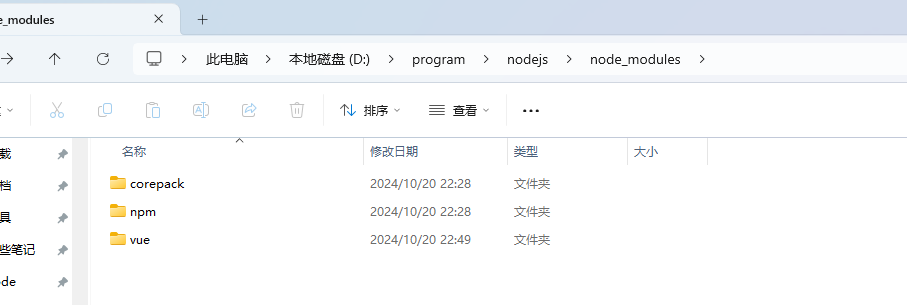 e_modules
此电脑 本地磁盘 (D:) program nodejs node_modules
排序 查看
名称 修改日期 类型 大小
载
corepack 2024/10/20 22:28 文件夹
档
npm 2024/10/20 22:28 文件夹
具
vue 2024/10/20 22:49 文件夹
些笔记
de